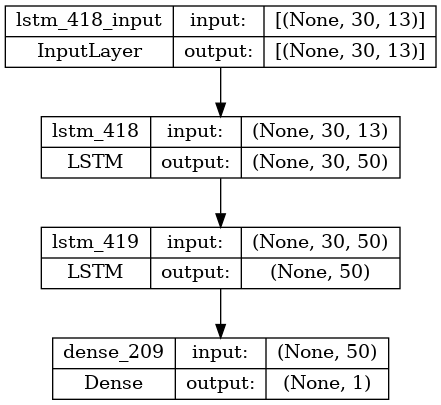 lstm_418_input input: [(None, 30, 13)]
InputLayer output: [(None, 30, 13)]
lstm_418 input: (None, 30, 13)
LSTM output: (None, 30, 50)
lstm_419 input: (None, 30, 50)
LSTM output: (None, 50)
dense_209 input: (None, 50)
Dense output: (None, 1)